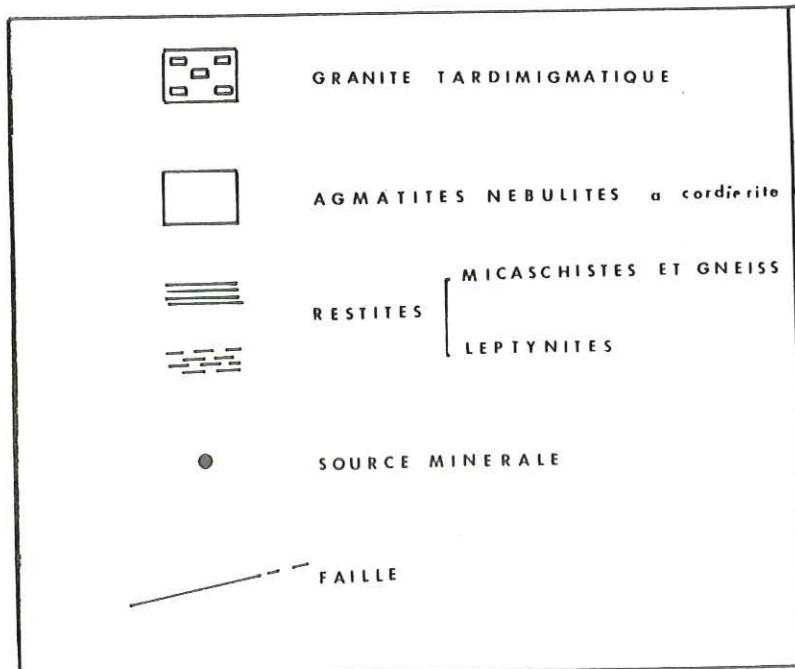 GRANITE TARDIMIGMATIQUE
AGMATITES NEBULITES a cordierite
MICASCHISTES ET GNEISS
RESTITES
LEPTYNITES
SOURCE MINERALE
FAILLE